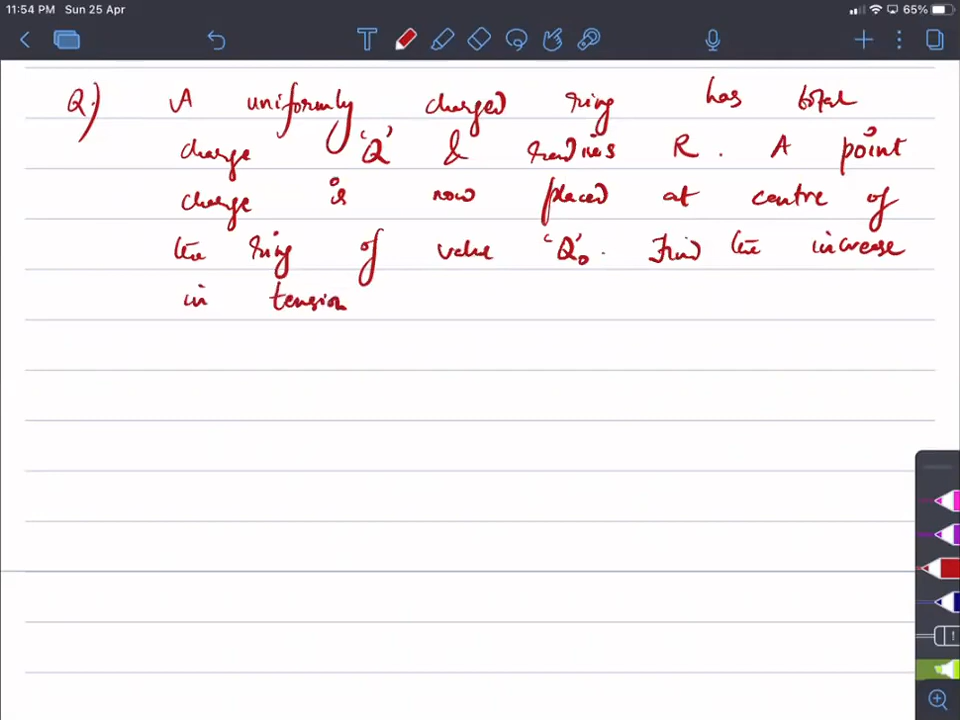 11:54 PM Sun 25 Apr 65%
Q.) A uniformly charged ring has total
charge 'Q' & radius R. A point
charge is now placed at centre of
the ring of value 'Q₀'. Find the increase
in tension